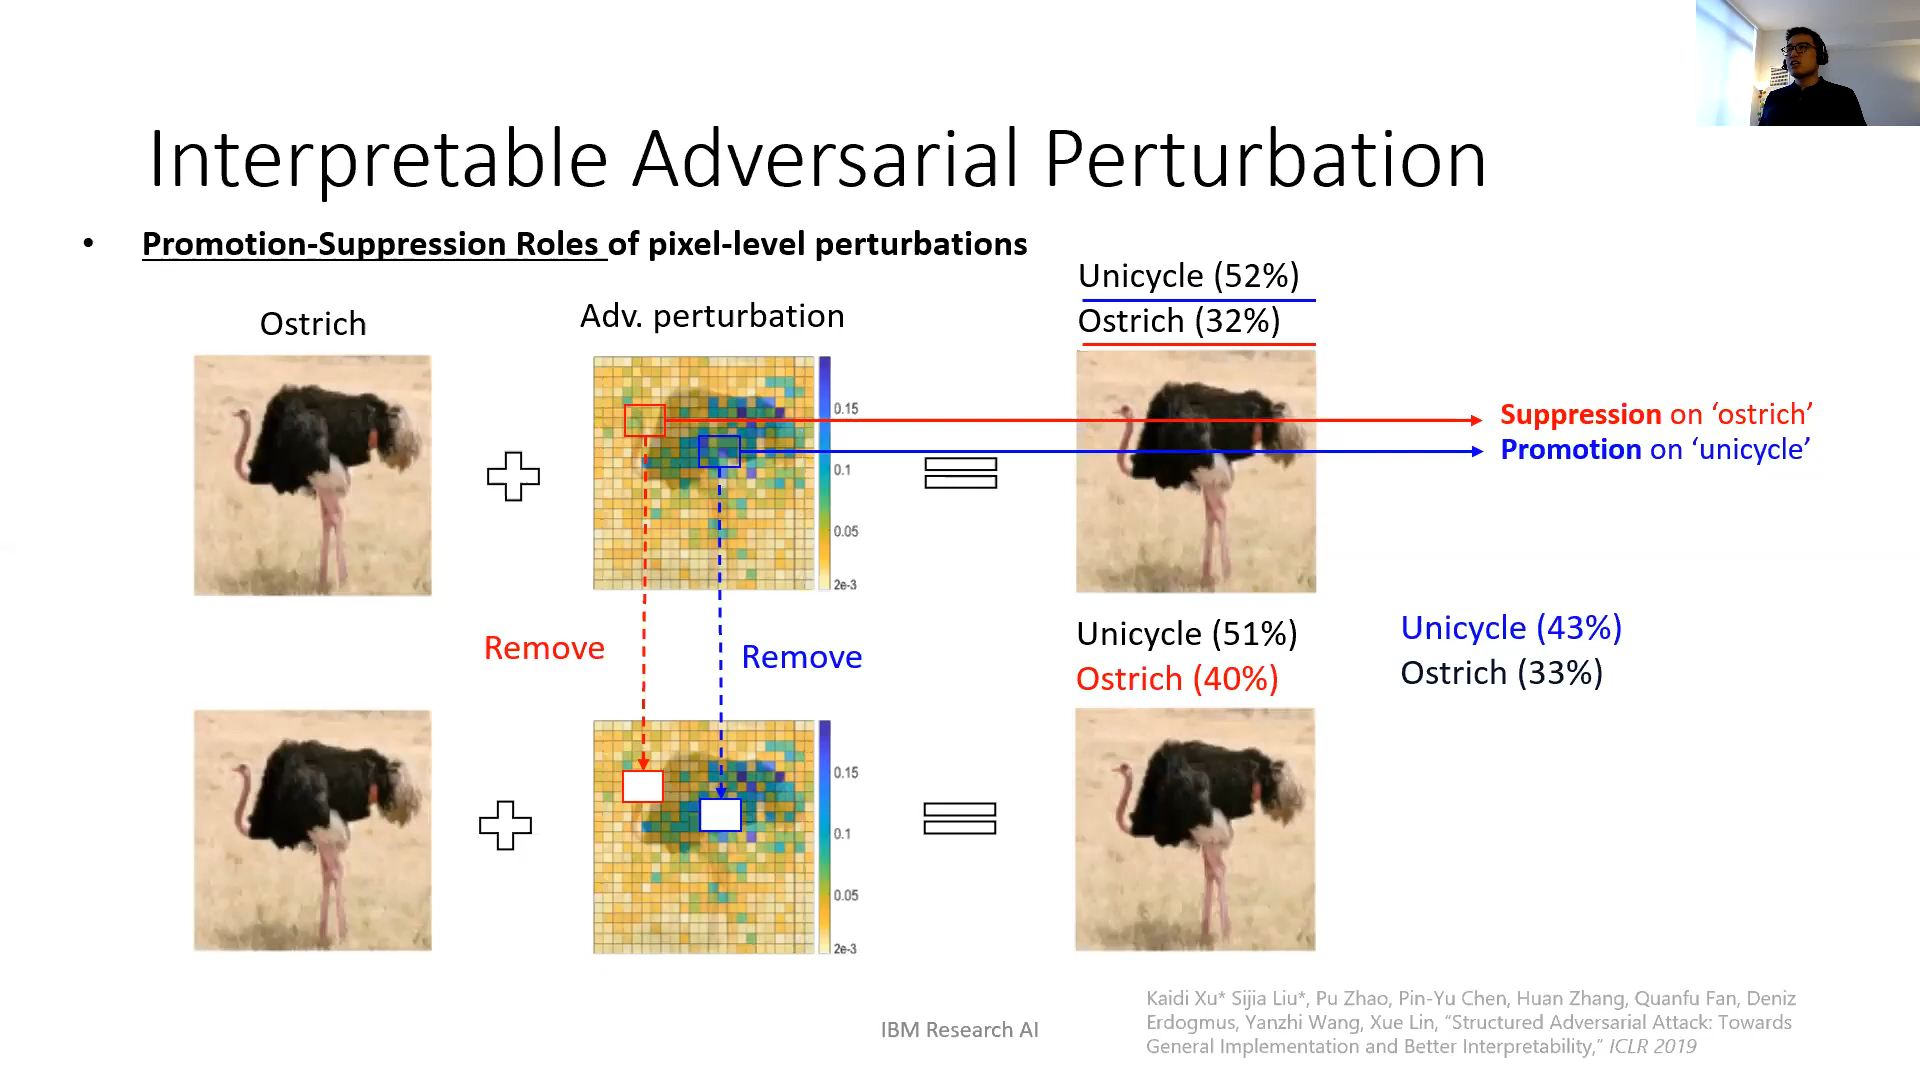 Interpretable Adversarial Perturbation
• Promotion-Suppression Roles of pixel-level perturbations
Ostrich
Adv. perturbation
Unicycle (52%)
Ostrich (32%)
0.15
0.1
0.05
2e-3
Suppression on ‘ostrich’
Promotion on ‘unicycle’
Remove
Remove
Unicycle (51%)
Ostrich (40%)
Unicycle (43%)
Ostrich (33%)
0.15
0.1
0.05
2e-3
IBM Research AI
Kaidi Xu* Sijia Liu*, Pu Zhao, Pin-Yu Chen, Huan Zhang, Quanfu Fan, Deniz
Erdogmus, Yanzhi Wang, Xue Lin, “Structured Adversarial Attack: Towards
General Implementation and Better Interpretability,” ICLR 2019